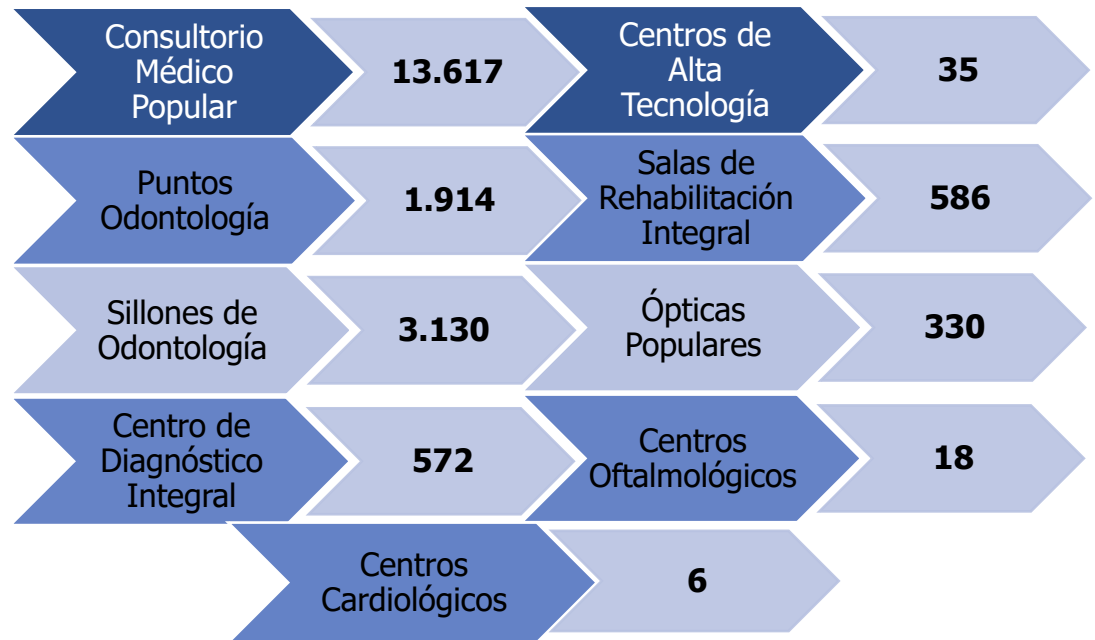 Consultorio
Médico
Popular
13.617
Centros de
Alta
Tecnología
35
Puntos
Odontología
1.914
Salas de
Rehabilitación
Integral
586
Sillones de
Odontología
3.130
Ópticas
Populares
330
Centro de
Diagnóstico
Integral
572
Centros
Oftalmológicos
18
Centros
Cardiológicos
6